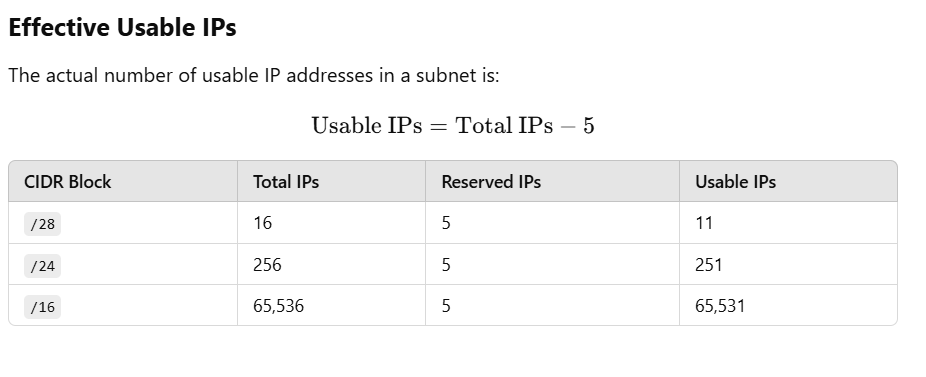 Effective Usable IPs
The actual number of usable IP addresses in a subnet is:
Usable IPs = Total IPs − 5
CIDR Block Total IPs Reserved IPs Usable IPs
/28 16 5 11
/24 256 5 251
/16 65,536 5 65,531